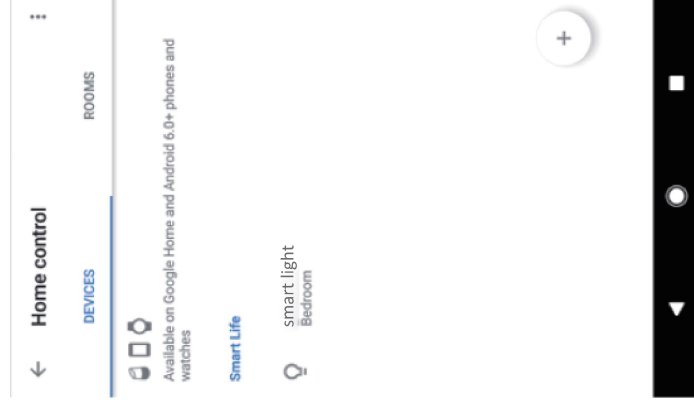 Home control
DEVICES ROOMS
Available on Google Home and Android 6.0+ phones and
watches
Smart Life
smart light
Bedroom